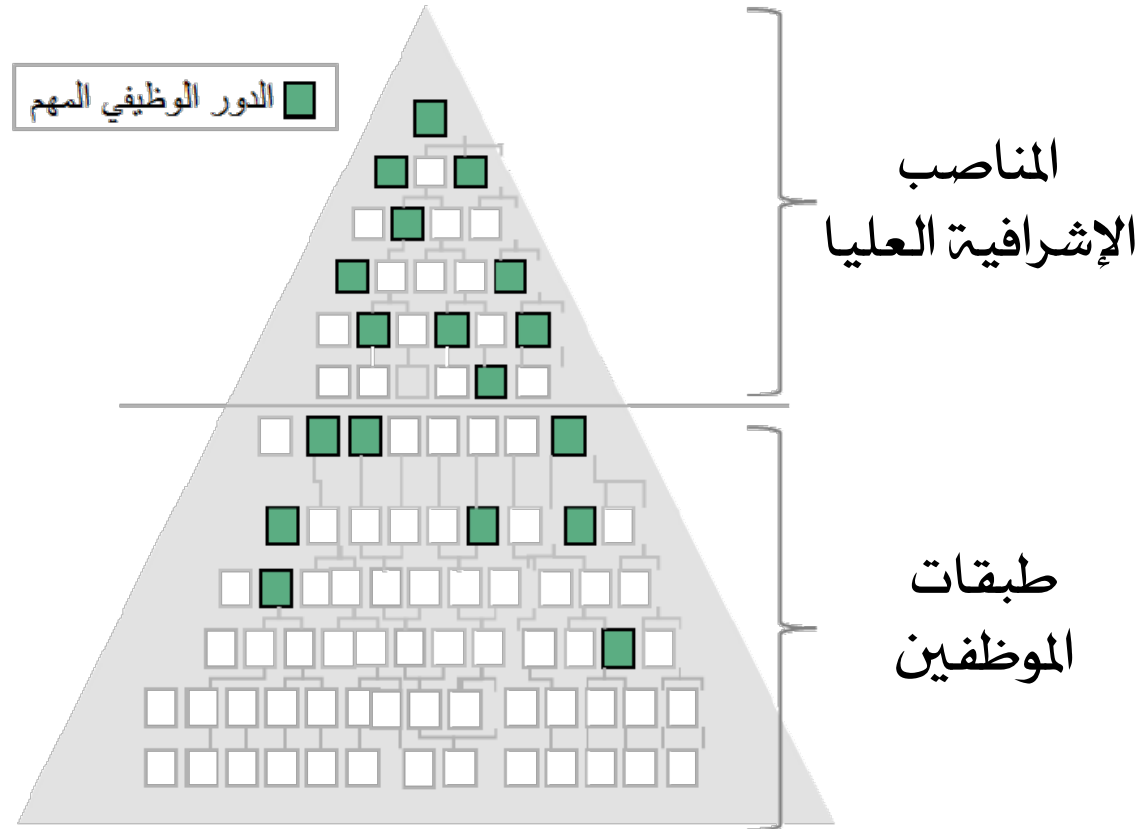 الدور الوظيفي المهم
المناصب
الإشرافية العليا
طبقات
الموظفين